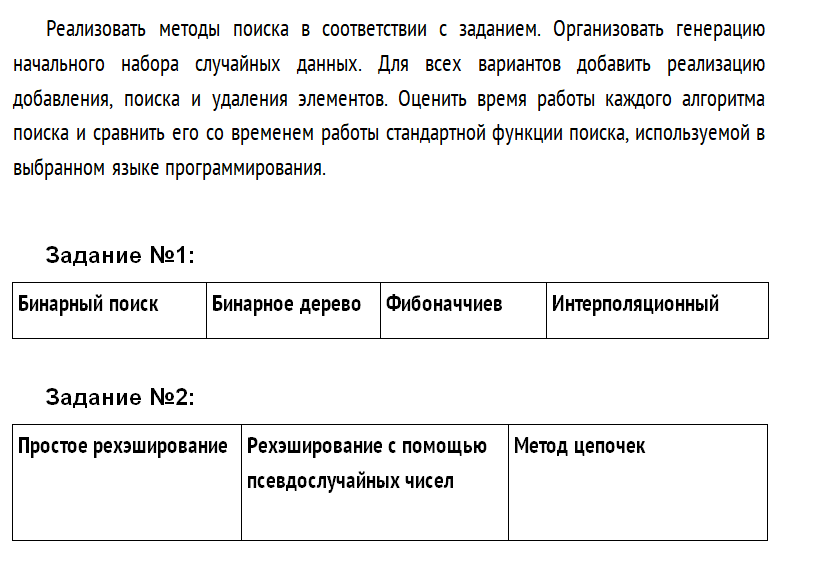 Реализовать методы поиска в соответствии с заданием. Организовать генерацию
начального набора случайных данных. Для всех вариантов добавить реализацию
добавления, поиска и удаления элементов. Оценить время работы каждого алгоритма
поиска и сравнить его со временем работы стандартной функции поиска, используемой в
выбранном языке программирования.
Задание №1:
Бинарный поиск Бинарное дерево Фибоначчиев Интерполяционный
Задание №2:
Простое рехэширование Рехэширование с помощью Метод цепочек
псевдослучайных чисел